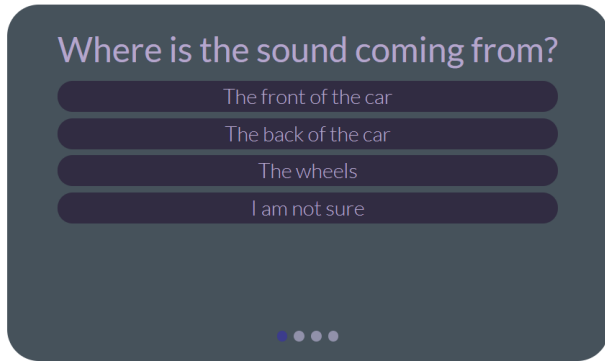 Where is the sound coming from?
The front of the car
The back of the car
The wheels
I am not sure